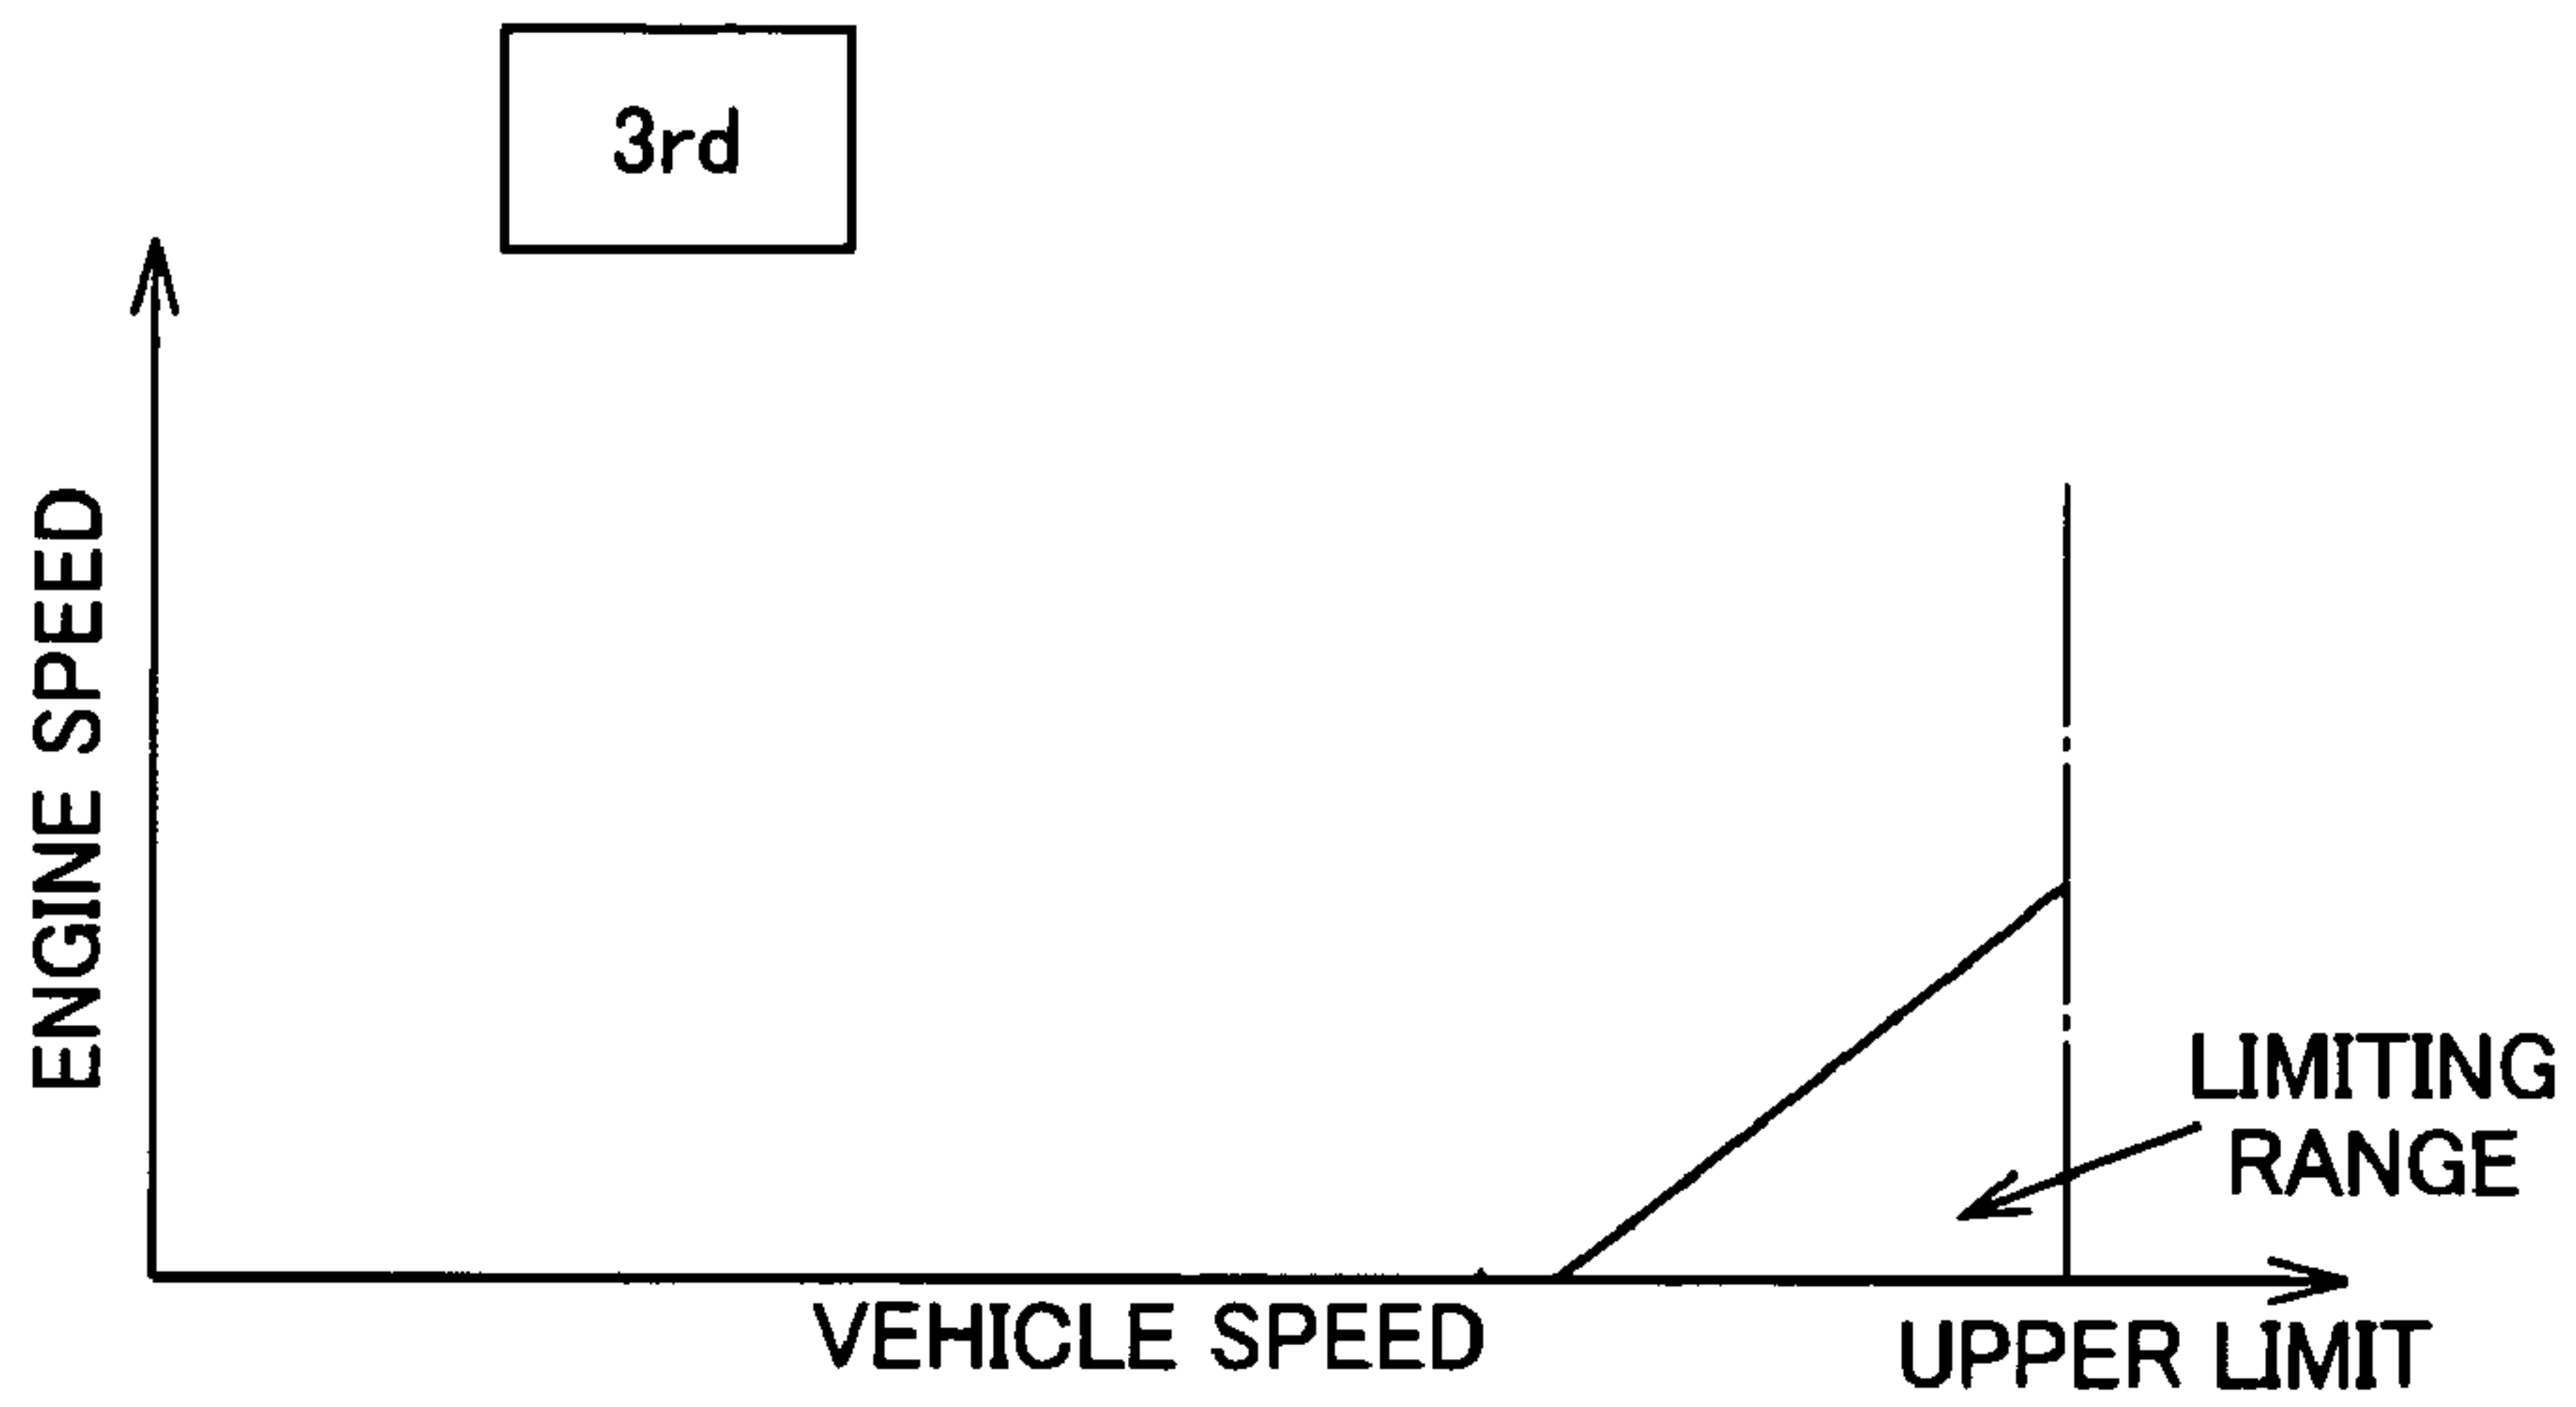 3rd
ENGINE SPEED
LIMITING
RANGE
VEHICLE SPEED
UPPER LIMIT